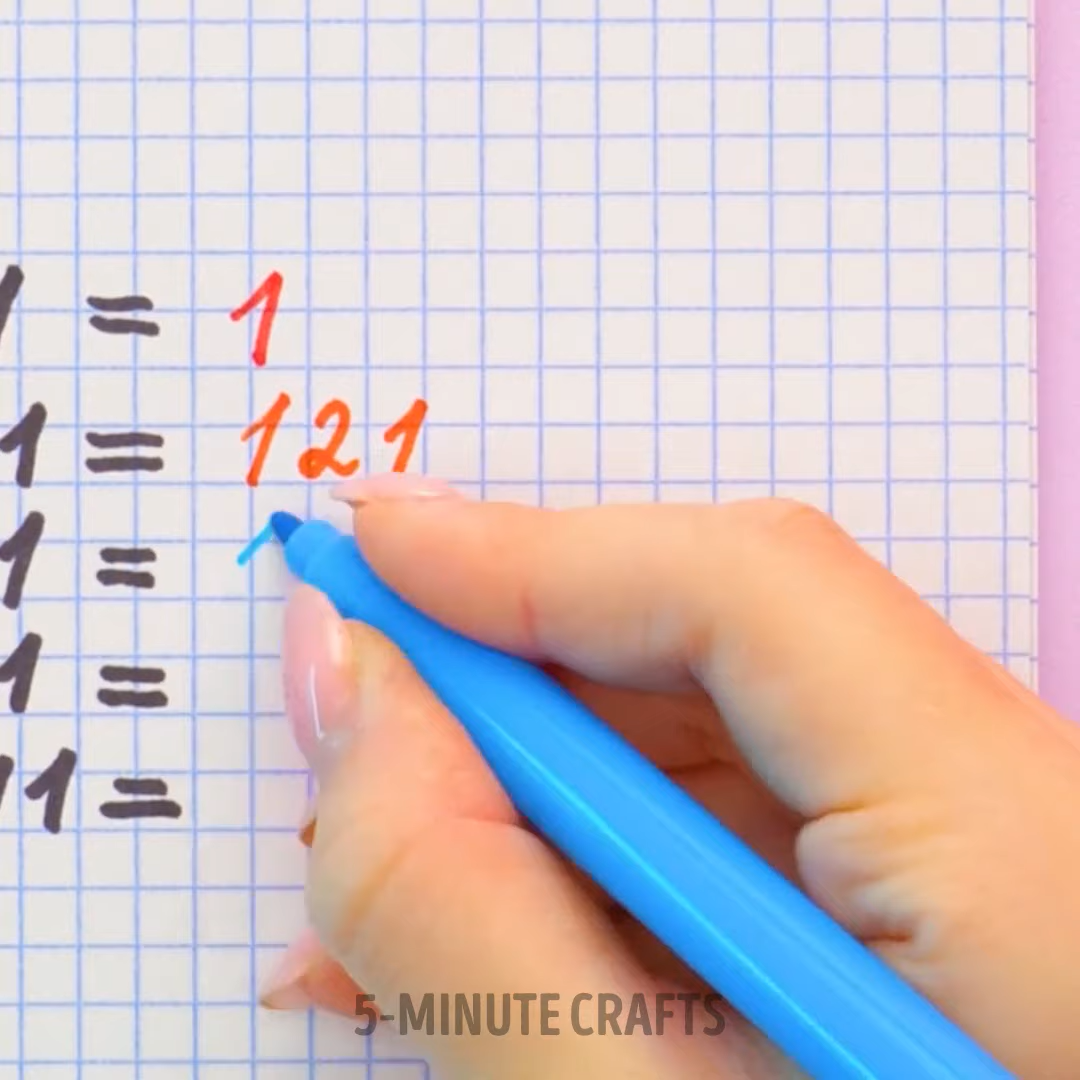 1 = 1
1 = 121
1 =
1 =
11 =
5-MINUTE CRAFTS